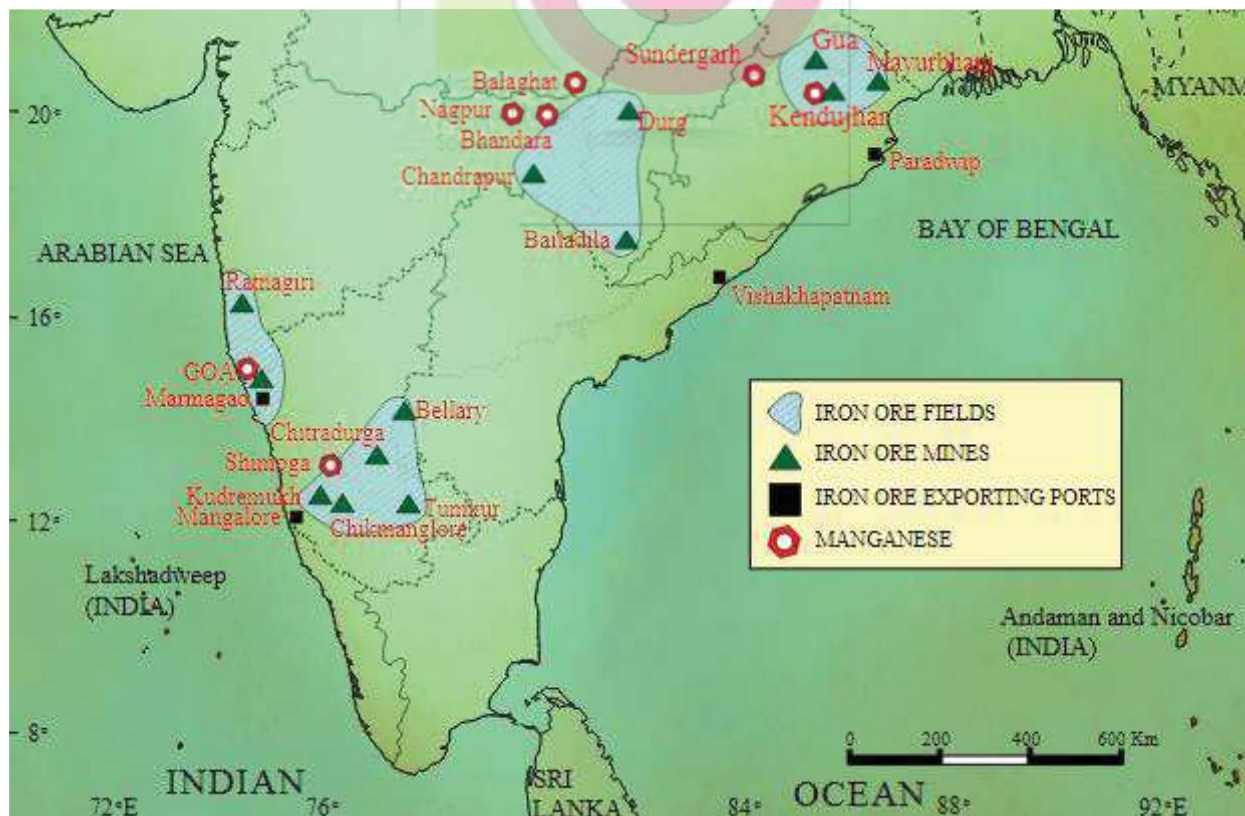 Gua
Sundergarh
Mayurbhanj
Balaghat
MYANM
20°
Nagpur
Durg
Kendujhar
Bhandara
Paradwip
Chandrapur
BAY OF BENGAL
Bailadila
ARABIAN SEA
Ratnagiri
Vishakhapatnam
16°
GOA
Marmagao
IRON ORE FIELDS
Bellary
Chitradurga
IRON ORE MINES
Shimoga
Kudremukh
Tumkur
IRON ORE EXPORTING PORTS
Mangalore
12°
Chikmanglore
MANGANESE
Lakshadweep
(INDIA)
Andaman and Nicobar
(INDIA)
8°
0 200 400 600 Km
INDIAN
SRI
LANKA
OCEAN
72°E
76°
84°
88°
92°E